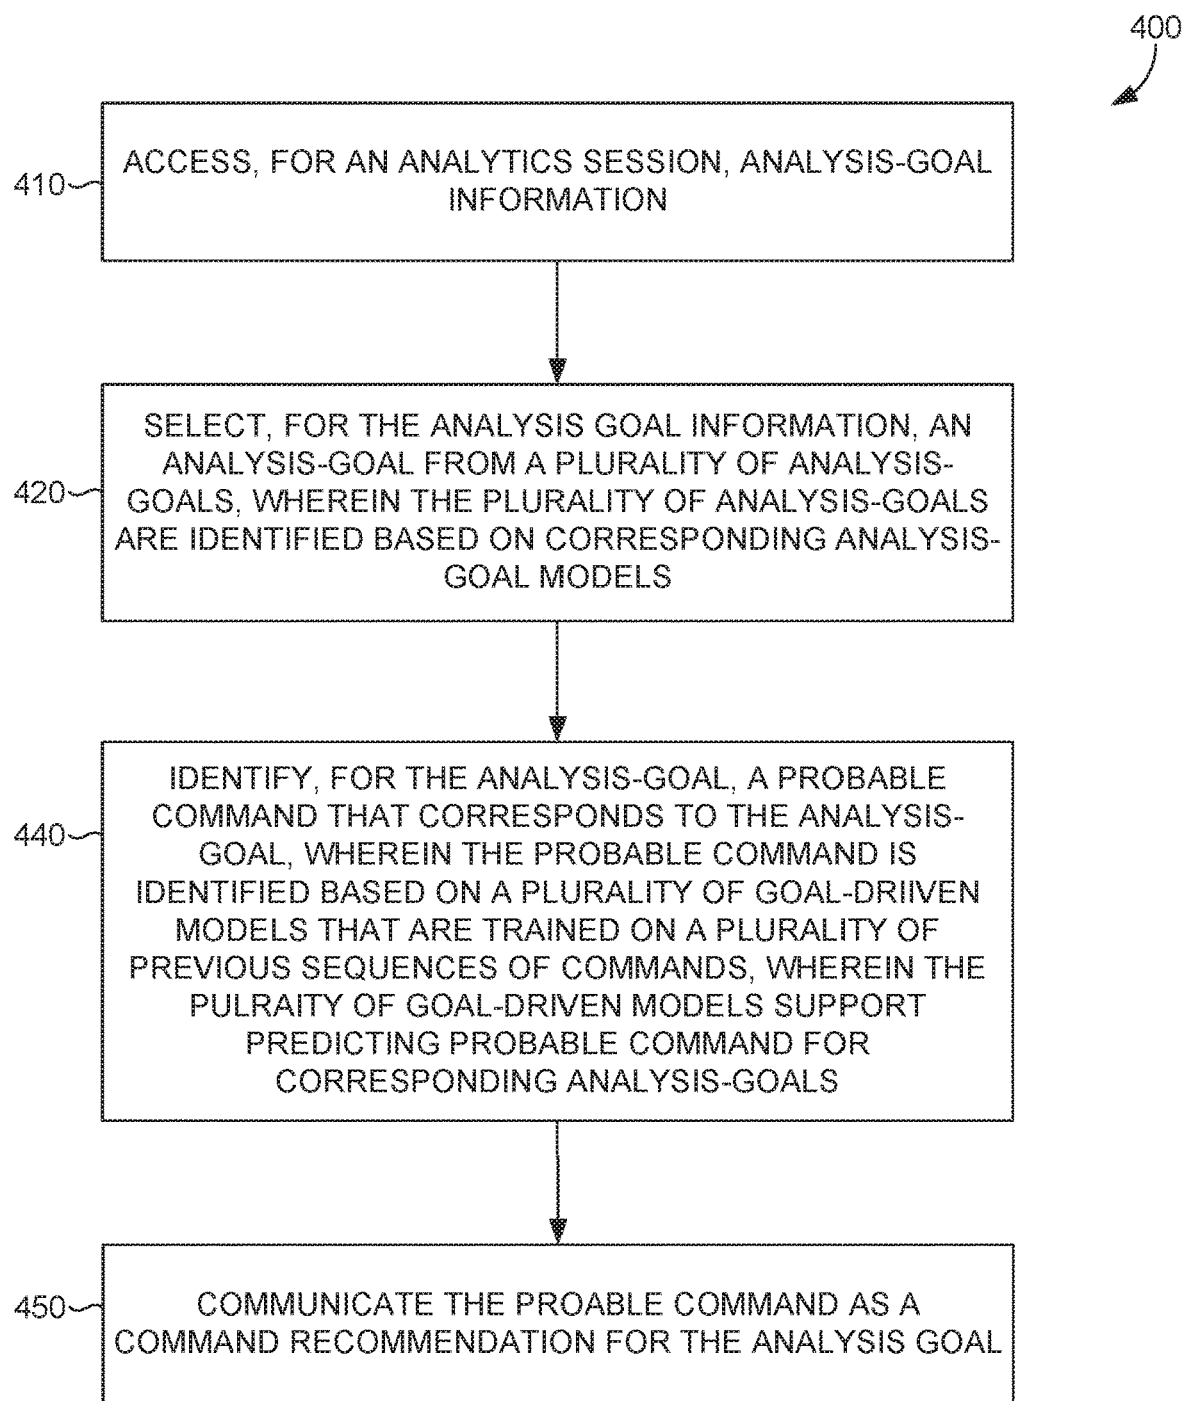 400
410
ACCESS, FOR AN ANALYTICS SESSION, ANALYSIS-GOAL
INFORMATION
420
SELECT, FOR THE ANALYSIS GOAL INFORMATION, AN
ANALYSIS-GOAL FROM A PLURALITY OF ANALYSIS-
GOALS, WHEREIN THE PLURALITY OF ANALYSIS-GOALS
ARE IDENTIFIED BASED ON CORRESPONDING ANALYSIS-
GOAL MODELS
440
IDENTIFY, FOR THE ANALYSIS-GOAL, A PROBABLE
COMMAND THAT CORRESPONDS TO THE ANALYSIS-
GOAL, WHEREIN THE PROBABLE COMMAND IS
IDENTIFIED BASED ON A PLURALITY OF GOAL-DRIIVEN
MODELS THAT ARE TRAINED ON A PLURALITY OF
PREVIOUS SEQUENCES OF COMMANDS, WHEREIN THE
PULRAITY OF GOAL-DRIVEN MODELS SUPPORT
PREDICTING PROBABLE COMMAND FOR
CORRESPONDING ANALYSIS-GOALS
450
COMMUNICATE THE PROABLE COMMAND AS A
COMMAND RECOMMENDATION FOR THE ANALYSIS GOAL